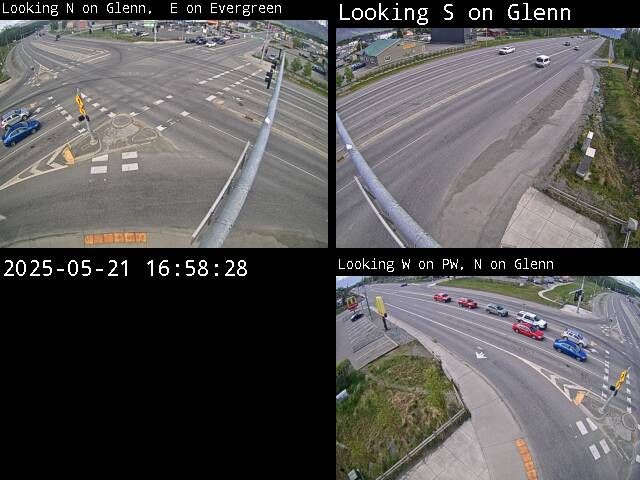 Looking N on Glenn,  E on Evergreen
Looking S on Glenn
2025-05-21 16:58:28
Looking W on PW, N on Glenn